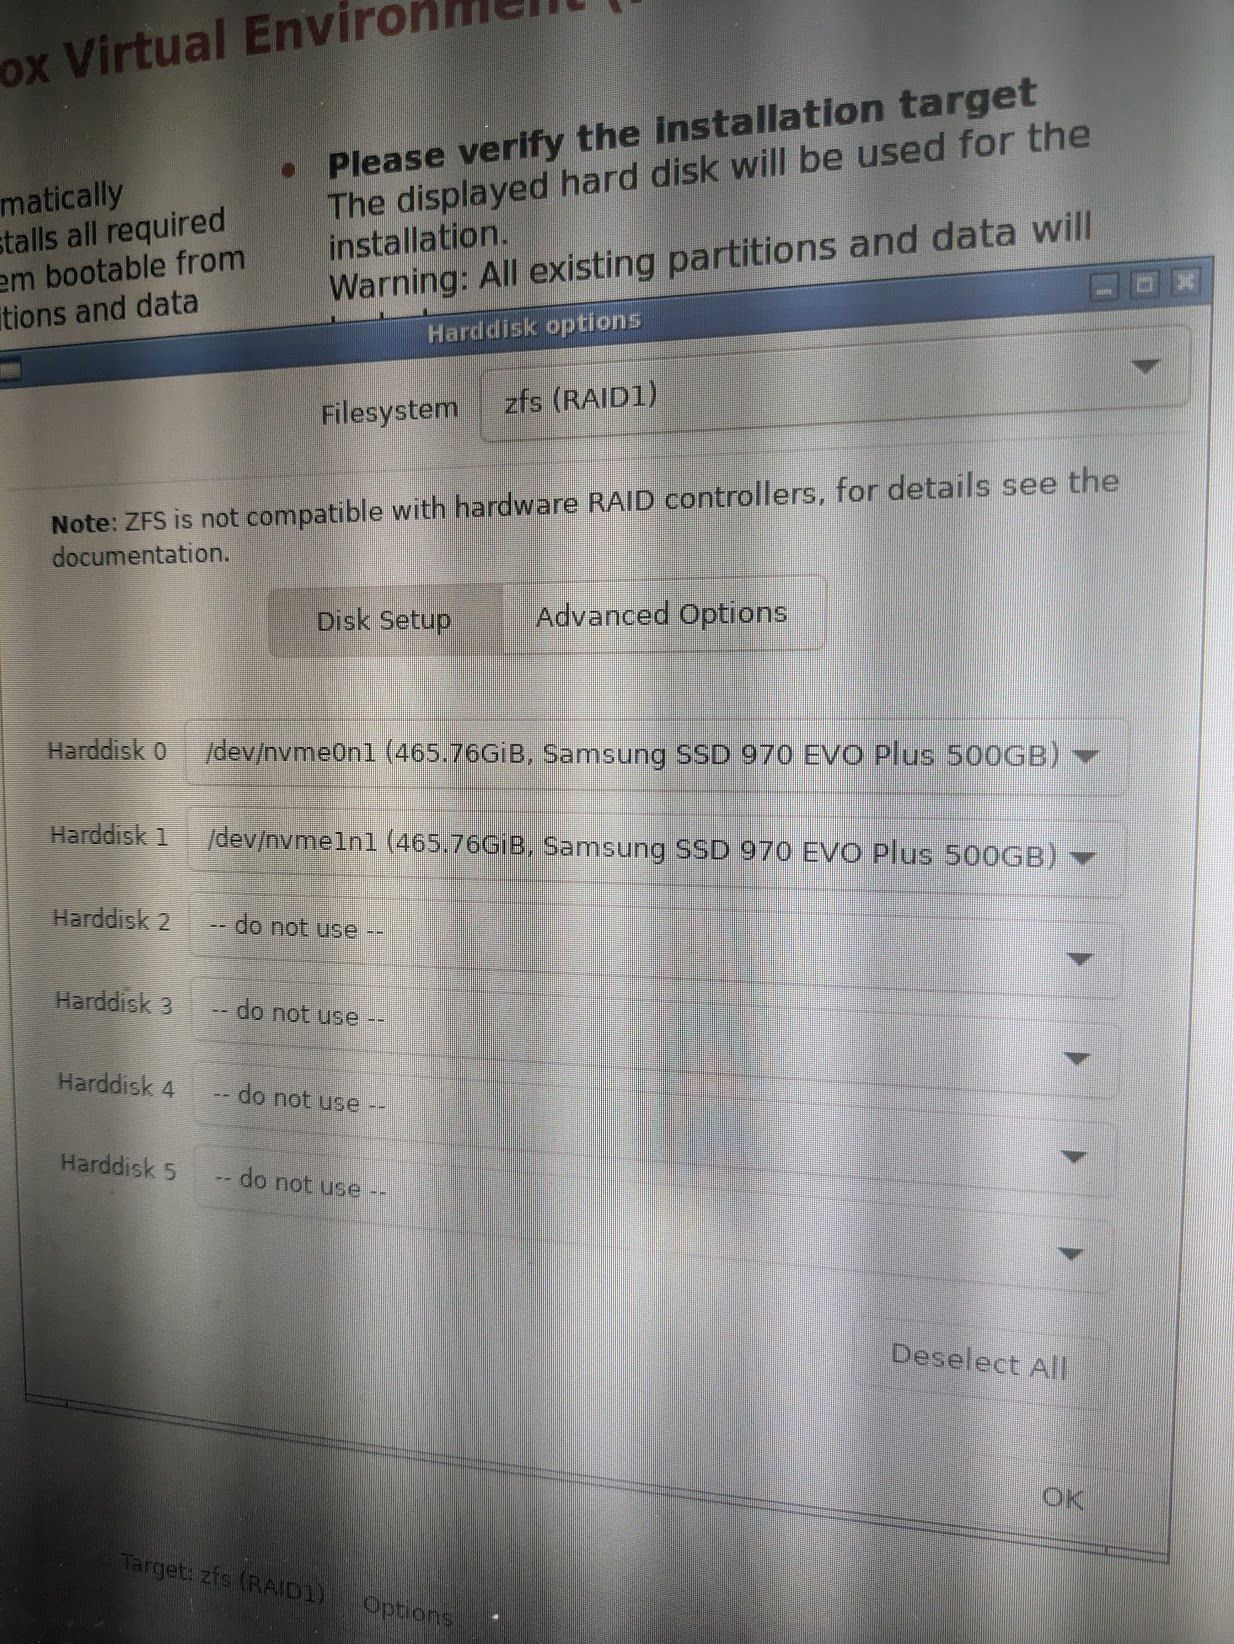 ox Virtual Environment (
matically
stalls all required
em bootable from
itions and data
• Please verify the installation target
The displayed hard disk will be used for the
installation.
Warning: All existing partitions and data will
Harddisk options
Filesystem zfs (RAID1)
Note: ZFS is not compatible with hardware RAID controllers, for details see the
documentation.
Disk Setup Advanced Options
Harddisk 0 /dev/nvme0n1 (465.76GiB, Samsung SSD 970 EVO Plus 500GB)
Harddisk 1 /dev/nvme1n1 (465.76GiB, Samsung SSD 970 EVO Plus 500GB)
Harddisk 2 -- do not use --
Harddisk 3 -- do not use --
Harddisk 4 -- do not use --
Harddisk 5 -- do not use --
Deselect All
OK
Target: zfs (RAID1) Options